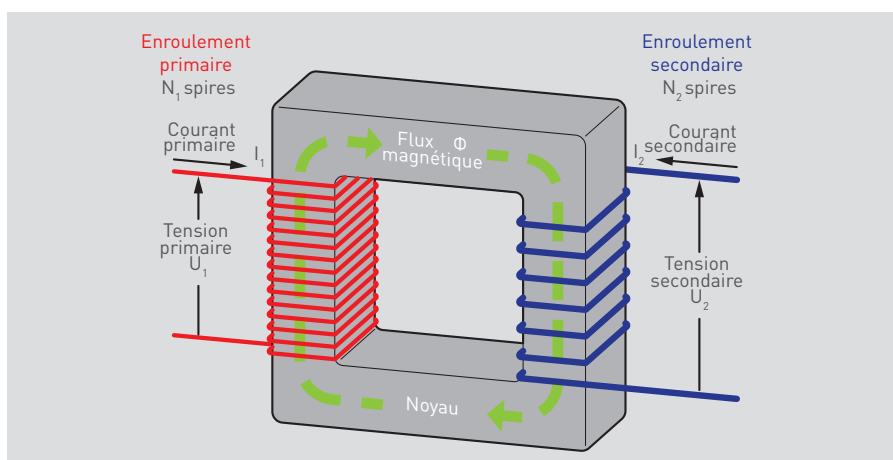 Enroulement
primaire
N₁ spires
Courant
primaire
I₁
Tension
primaire
U₁
Flux Φ
magnétique
Noyau
Enroulement
secondaire
N₂ spires
Courant
I₂ secondaire
Tension
secondaire
U₂